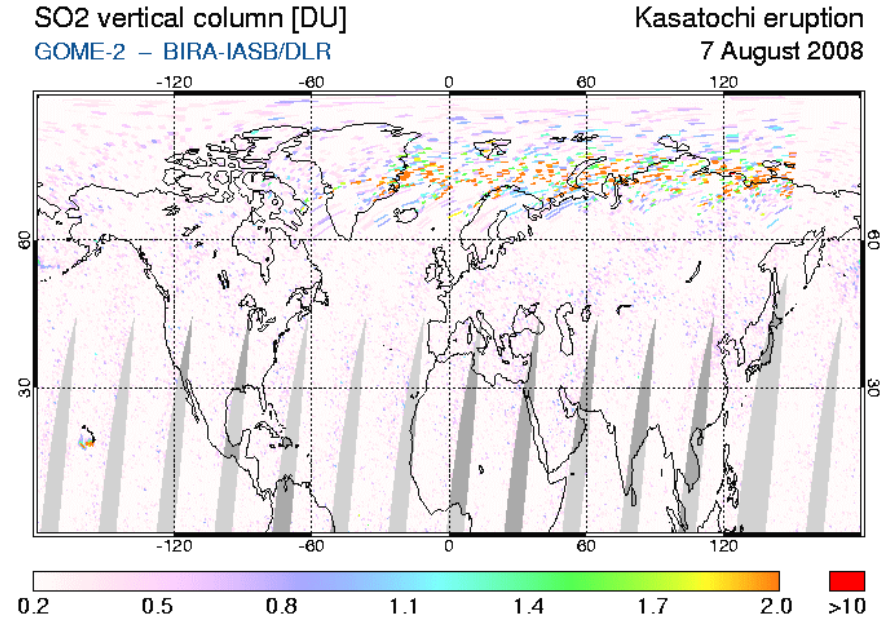 SO2 vertical column [DU]
Kasatochi eruption
GOME-2 – BIRA-IASB/DLR
7 August 2008
-120 -60 0 60 120
60 60
30 30
-120 -60 0 60 120
0.2 0.5 0.8 1.1 1.4 1.7 2.0 >10